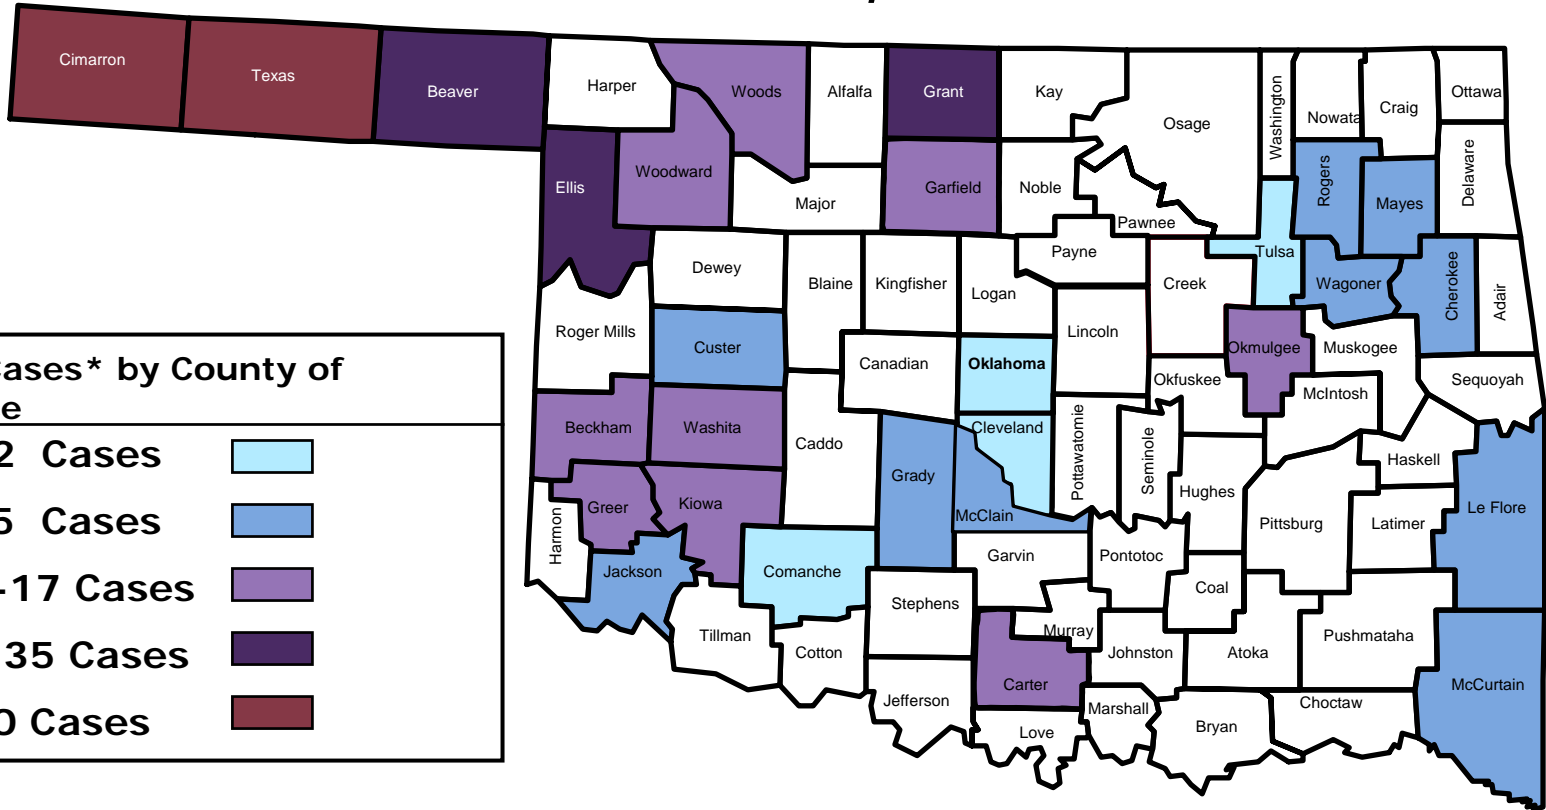 Cimarron
Texas
Beaver
Harper
Woods
Alfalfa
Grant
Kay
Osage
Washington
Nowata
Craig
Ottawa
Ellis
Woodward
Major
Garfield
Noble
Pawnee
Rogers
Mayes
Delaware
Dewey
Blaine
Kingfisher
Logan
Payne
Creek
Tulsa
Wagoner
Cherokee
Adair
Roger Mills
Custer
Canadian
Oklahoma
Lincoln
Okmulgee
Muskogee
Okfuskee
McIntosh
Sequoyah
Beckham
Washita
Caddo
Cleveland
Pottawatomie
Seminole
Hughes
Haskell
Greer
Kiowa
Grady
McClain
Pittsburg
Latimer
Le Flore
Harmon
Jackson
Comanche
Garvin
Pontotoc
Coal
Stephens
Tillman
Cotton
Murray
Johnston
Atoka
Pushmataha
Jefferson
Carter
Love
Marshall
Bryan
Choctaw
McCurtain
ases* by County of
e
2 Cases
5 Cases
-17 Cases
35 Cases
0 Cases